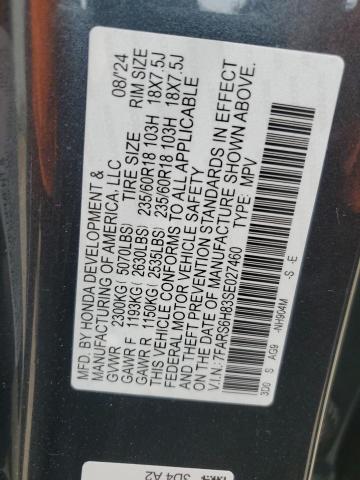 MFD. BY HONDA DEVELOPMENT & 08/'24
MANUFACTURING OF AMERICA, LLC
TIRE SIZE RIM SIZE
GVWR 2300KG( 5070LBS)
GAWR F 1193KG( 2630LBS) 235/60R18 103H 18X7.5J
GAWR R 1150KG( 2535LBS) 235/60R18 103H 18X7.5J
THIS VEHICLE CONFORMS TO ALL APPLICABLE
FEDERAL MOTOR VEHICLE SAFETY
& THEFT PREVENTION STANDARDS IN EFFECT
ON THE DATE OF MANUFACTURE SHOWN ABOVE.
V.I.N.:7FARS6H83SE027460 TYPE: MPV
3D0 S AG9 -NH904M -S -E
3D4 A2